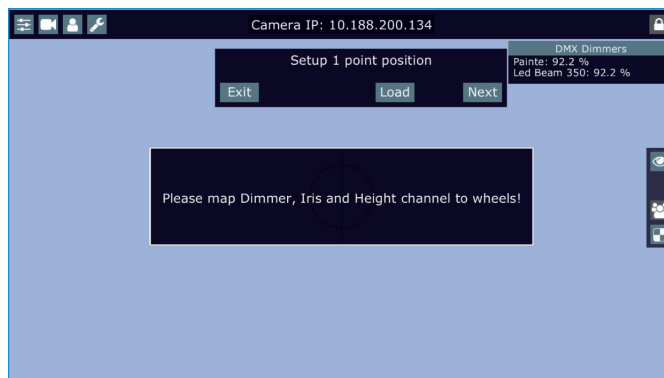 Camera IP: 10.188.200.134
Setup 1 point position
Exit Load Next
DMX Dimmers
Painte: 92.2 %
Led Beam 350: 92.2 %
Please map Dimmer, Iris and Height channel to wheels!